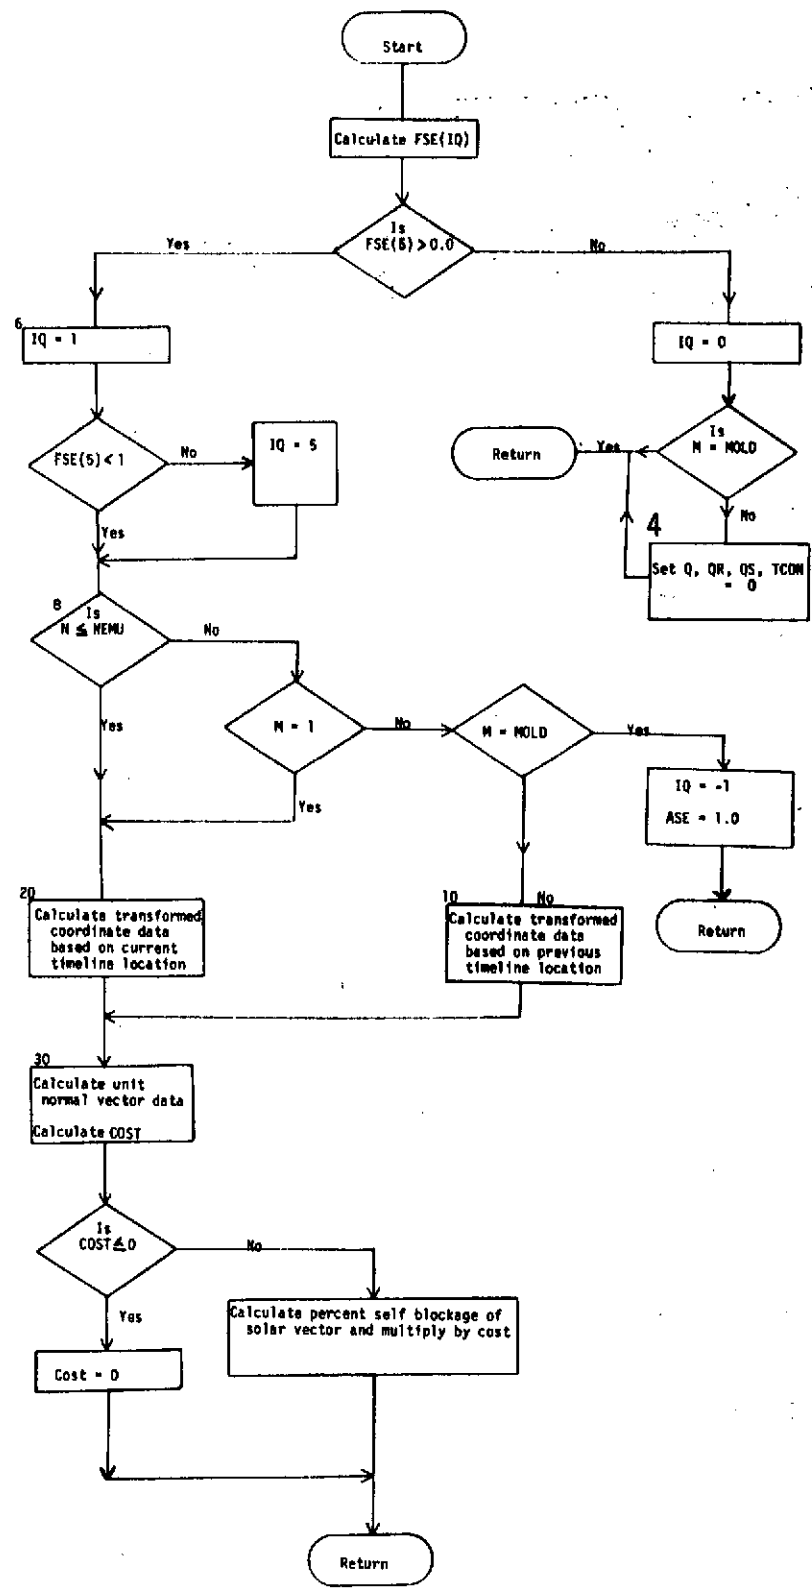 Start
Calculate FSE(IQ)
Is
FSE(5) > 0.0
Yes
No
6
IQ = 1
IQ = 0
FSE(5) < 1
No
IQ = 5
Return
Yes
Is
M = MOLD
Yes
No
4
Set Q, QR, QS, TCON
= 0
8
Is
N ≤ NEMU
No
Yes
M = 1
No
M = MOLD
Yes
Yes
IQ = -1
ASE = 1.0
20
Calculate transformed
coordinate data
based on current
timeline location
10
No
Calculate transformed
coordinate data
based on previous
timeline location
Return
30
Calculate unit
normal vector data
Calculate COST
Is
COST ≤ 0
No
Yes
Calculate percent self blockage of
solar vector and multiply by cost
Cost = 0
Return